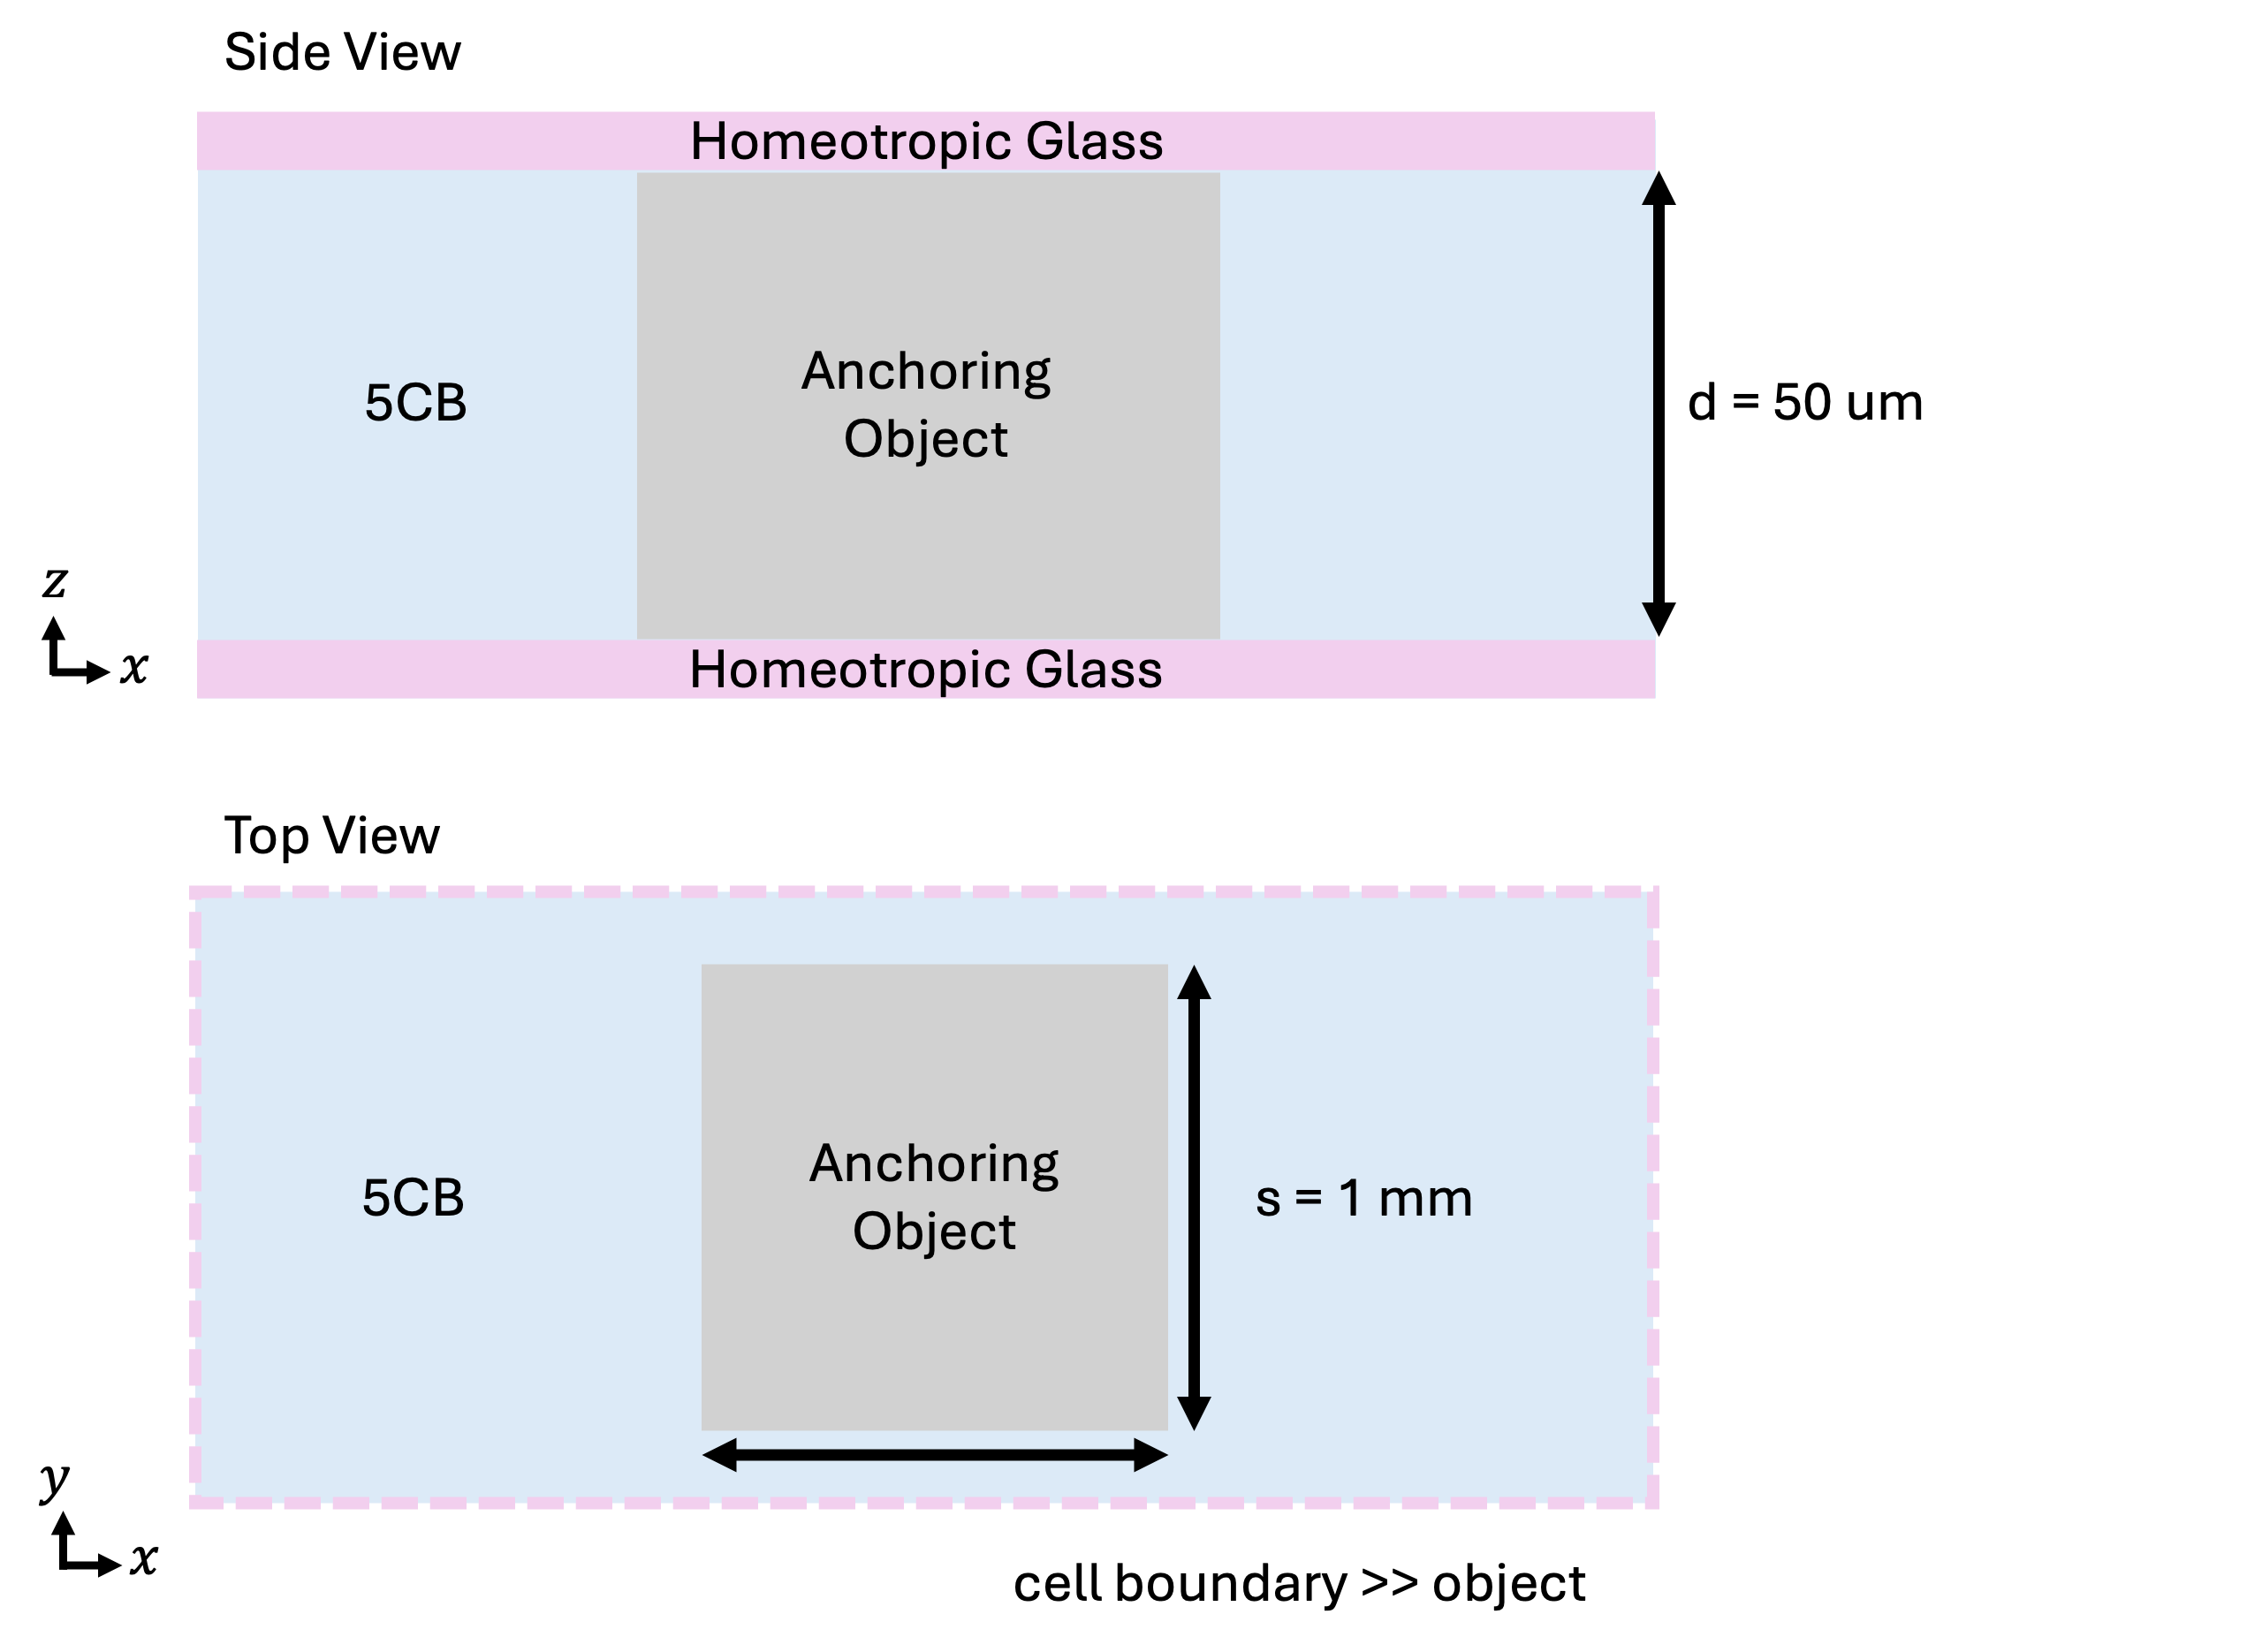 Side View
Homeotropic Glass
5CB
Anchoring
Object
d = 50 um
z
x
Homeotropic Glass
Top View
5CB
Anchoring
Object
s = 1 mm
y
x
cell boundary >> object